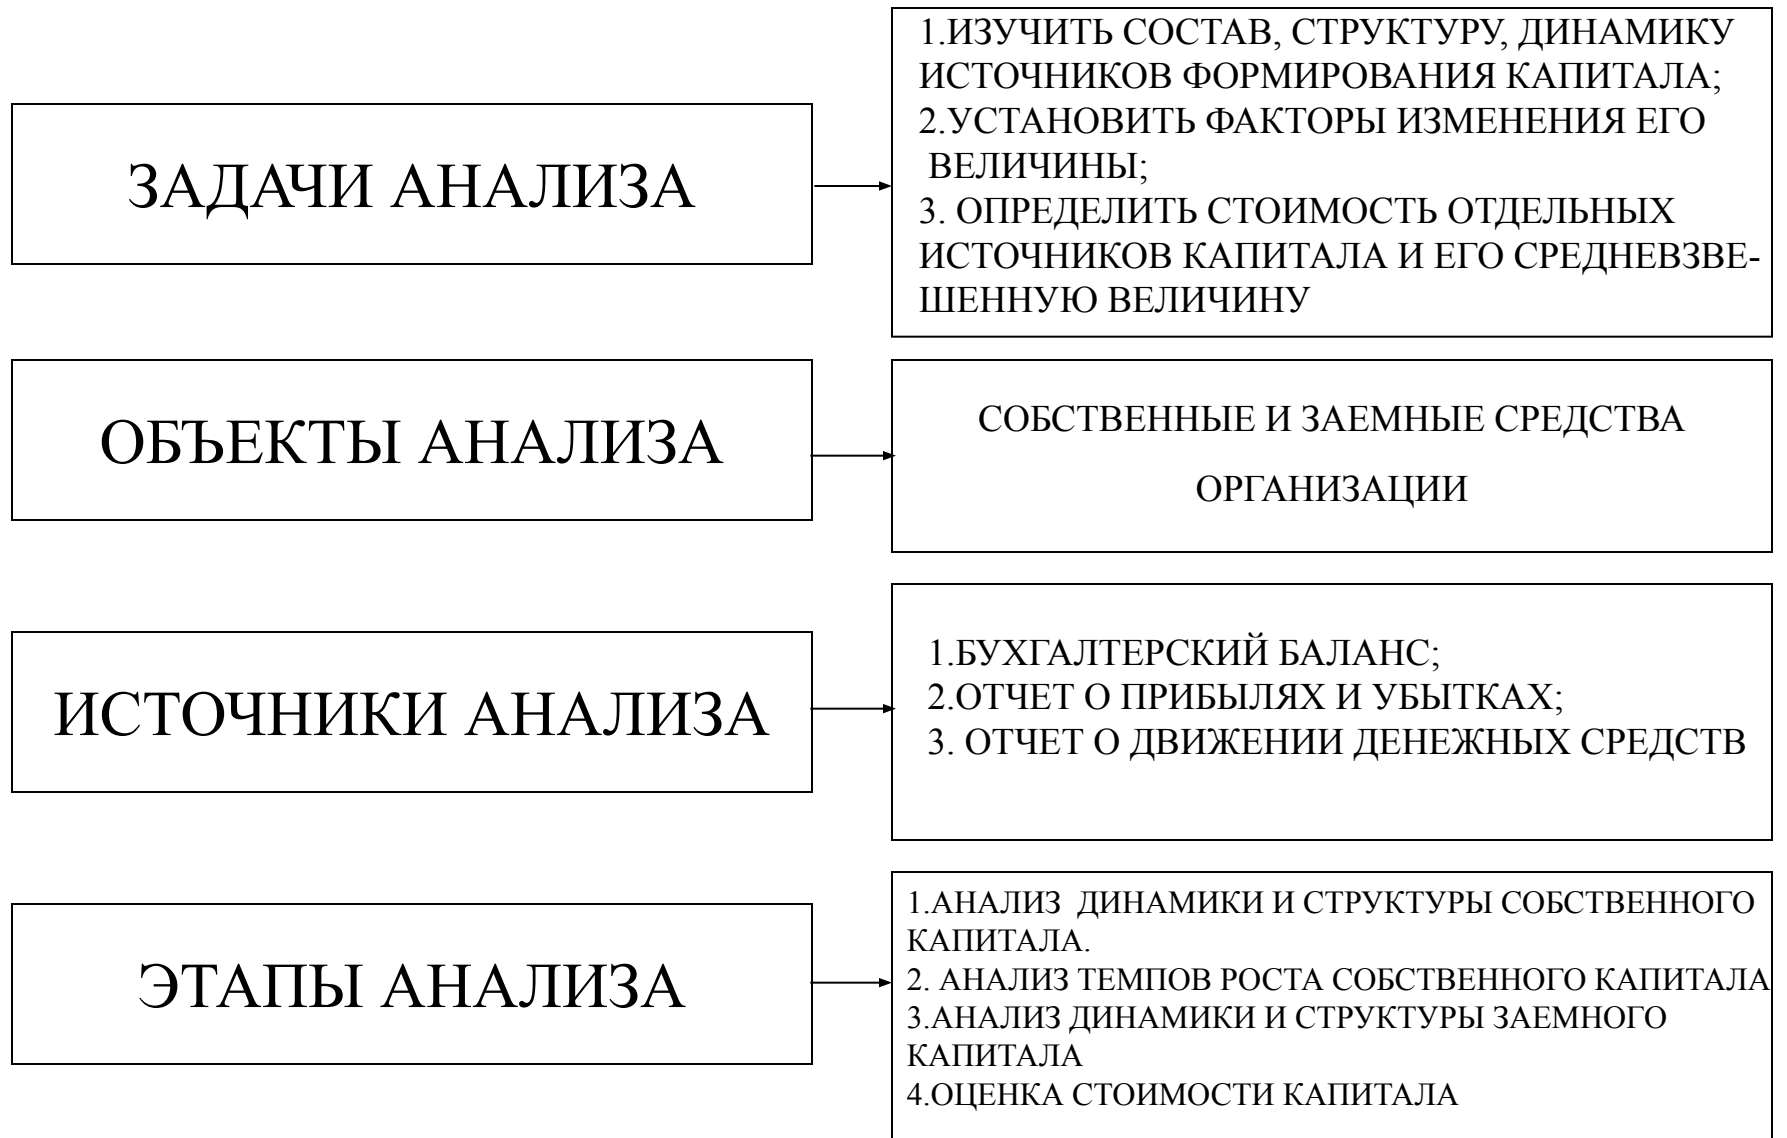 ЗАДАЧИ АНАЛИЗА
1.ИЗУЧИТЬ СОСТАВ, СТРУКТУРУ, ДИНАМИКУ
ИСТОЧНИКОВ ФОРМИРОВАНИЯ КАПИТАЛА;
2.УСТАНОВИТЬ ФАКТОРЫ ИЗМЕНЕНИЯ ЕГО
ВЕЛИЧИНЫ;
3. ОПРЕДЕЛИТЬ СТОИМОСТЬ ОТДЕЛЬНЫХ
ИСТОЧНИКОВ КАПИТАЛА И ЕГО СРЕДНЕВЗВЕ-
ШЕННУЮ ВЕЛИЧИНУ
ОБЪЕКТЫ АНАЛИЗА
СОБСТВЕННЫЕ И ЗАЕМНЫЕ СРЕДСТВА
ОРГАНИЗАЦИИ
ИСТОЧНИКИ АНАЛИЗА
1.БУХГАЛТЕРСКИЙ БАЛАНС;
2.ОТЧЕТ О ПРИБЫЛЯХ И УБЫТКАХ;
3. ОТЧЕТ О ДВИЖЕНИИ ДЕНЕЖНЫХ СРЕДСТВ
ЭТАПЫ АНАЛИЗА
1.АНАЛИЗ ДИНАМИКИ И СТРУКТУРЫ СОБСТВЕННОГО
КАПИТАЛА.
2. АНАЛИЗ ТЕМПОВ РОСТА СОБСТВЕННОГО КАПИТАЛА
3.АНАЛИЗ ДИНАМИКИ И СТРУКТУРЫ ЗАЕМНОГО
КАПИТАЛА
4.ОЦЕНКА СТОИМОСТИ КАПИТАЛА